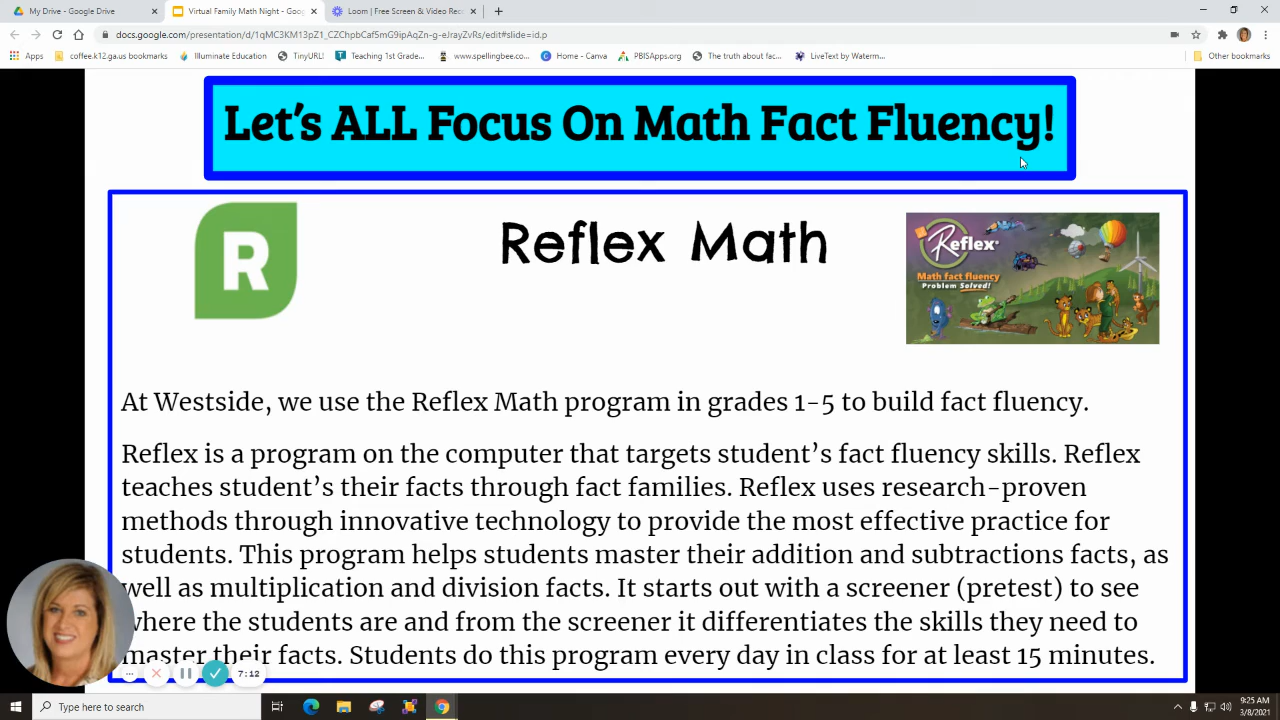 My Drive - Google Drive
Virtual Family Math Night - Goog
Loom | Free Screen & Video Rec
docs.google.com/presentation/d/1qMC3KM13pZ1_CZChpbCaf5mG9ipAqZn-g-eJrayZvRs/edit#slide=id.p
Apps coffee.k12.ga.us bookmarks Illuminate Education TinyURL! Teaching 1st Grade... www.spellingbee.co... Home - Canva PBISApps.org The truth about fac... LiveText by Waterm... Other bookmarks
Let's ALL Focus On Math Fact Fluency!
R
Reflex Math
Reflex®
Math fact fluency
Problem Solved!
At Westside, we use the Reflex Math program in grades 1-5 to build fact fluency.
Reflex is a program on the computer that targets student's fact fluency skills. Reflex
teaches student's their facts through fact families. Reflex uses research-proven
methods through innovative technology to provide the most effective practice for
students. This program helps students master their addition and subtractions facts, as
well as multiplication and division facts. It starts out with a screener (pretest) to see
where the students are and from the screener it differentiates the skills they need to
master their facts. Students do this program every day in class for at least 15 minutes.
7:12
Type here to search
9:25 AM
3/8/2021